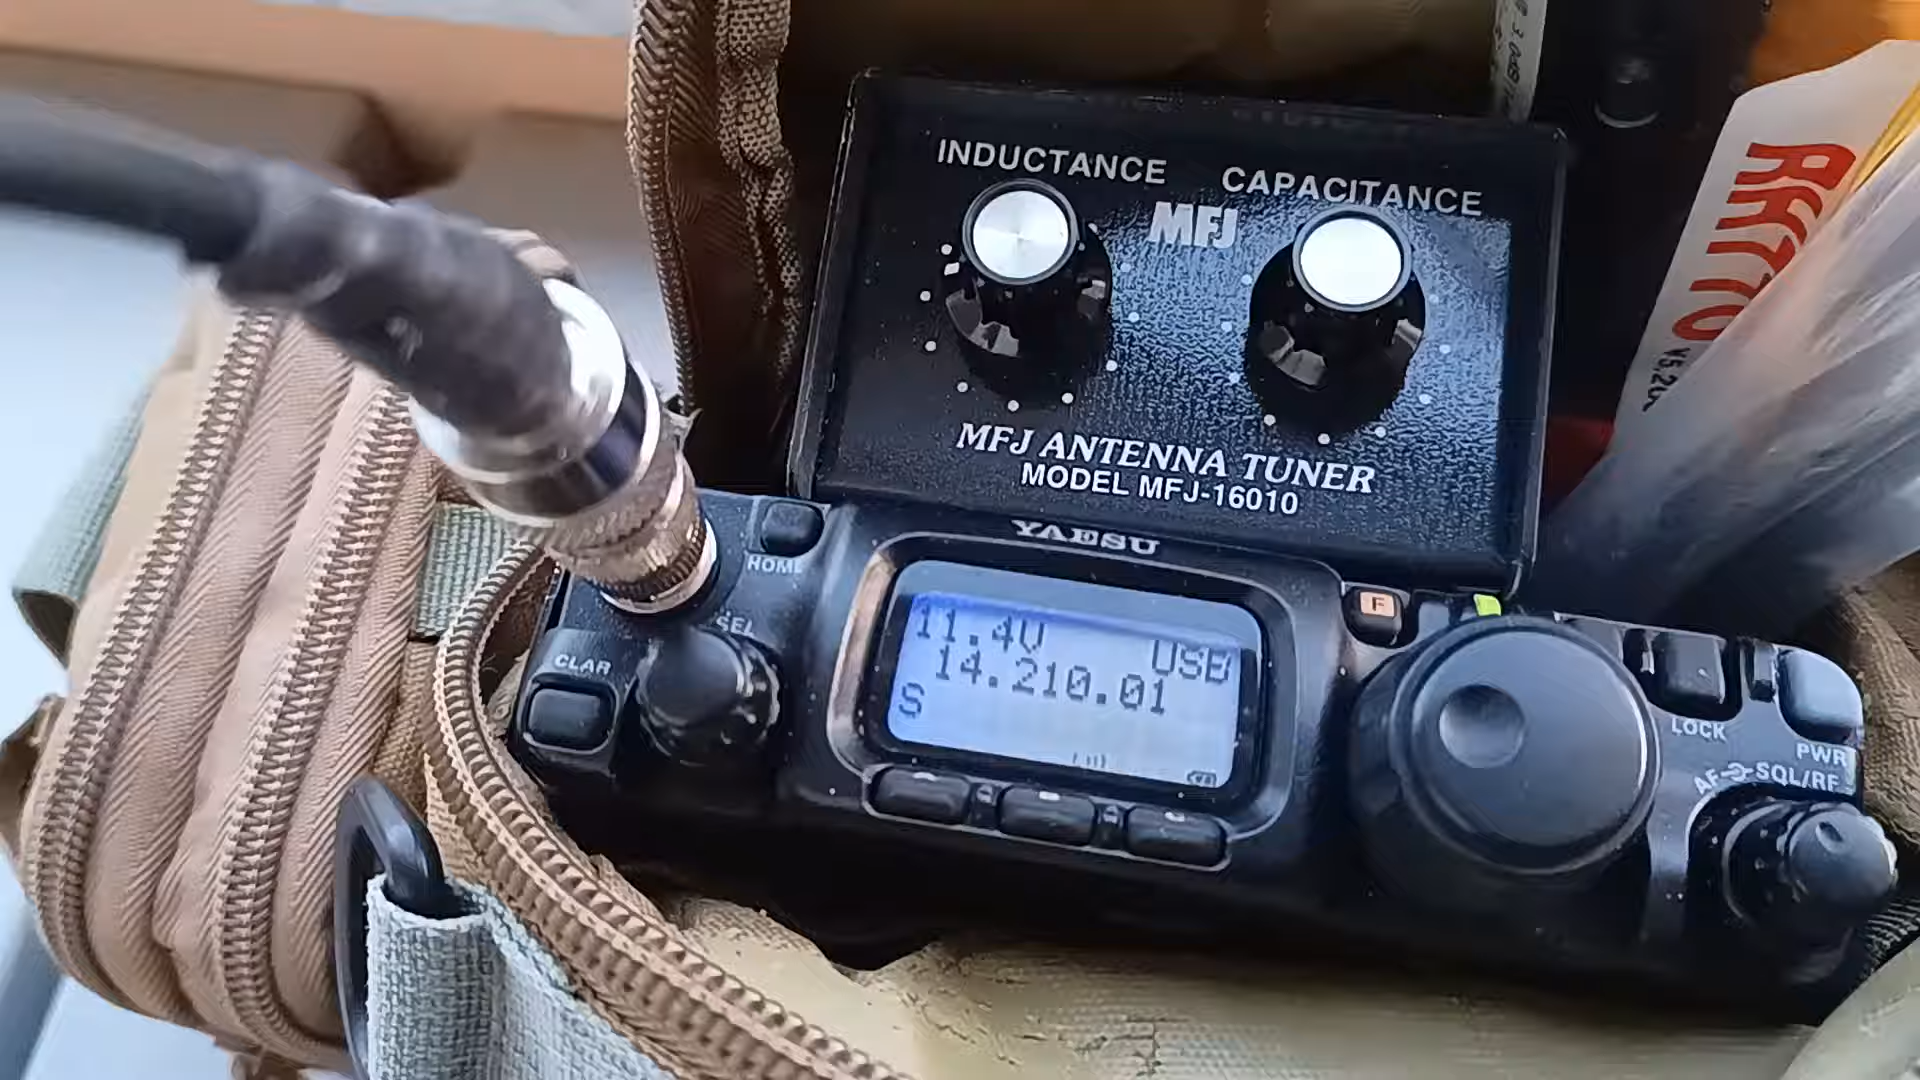 INDUCTANCE
CAPACITANCE
MFJ
MFJ ANTENNA TUNER
MODEL MFJ-16010
YAESU
HOME
SEL
CLAR
11.4V USB
14.210.01
S
F
LOCK
PWR
AF SQL/RF